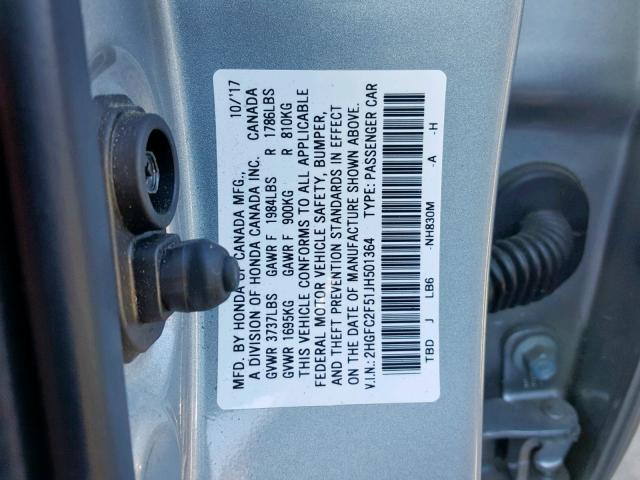 MFD. BY HONDA OF CANADA MFG., 10/17
A DIVISION OF HONDA CANADA INC. CANADA
GVWR 3737LBS GAWR F 1984LBS R 1786LBS
GVWR 1695KG GAWR F 900KG R 810KG
THIS VEHICLE CONFORMS TO ALL APPLICABLE
FEDERAL MOTOR VEHICLE SAFETY, BUMPER,
AND THEFT PREVENTION STANDARDS IN EFFECT
ON THE DATE OF MANUFACTURE SHOWN ABOVE.
V.I.N.: 2HGFC2F51JH501364 TYPE: PASSENGER CAR
TBD J LB6 -NH830M -A -H